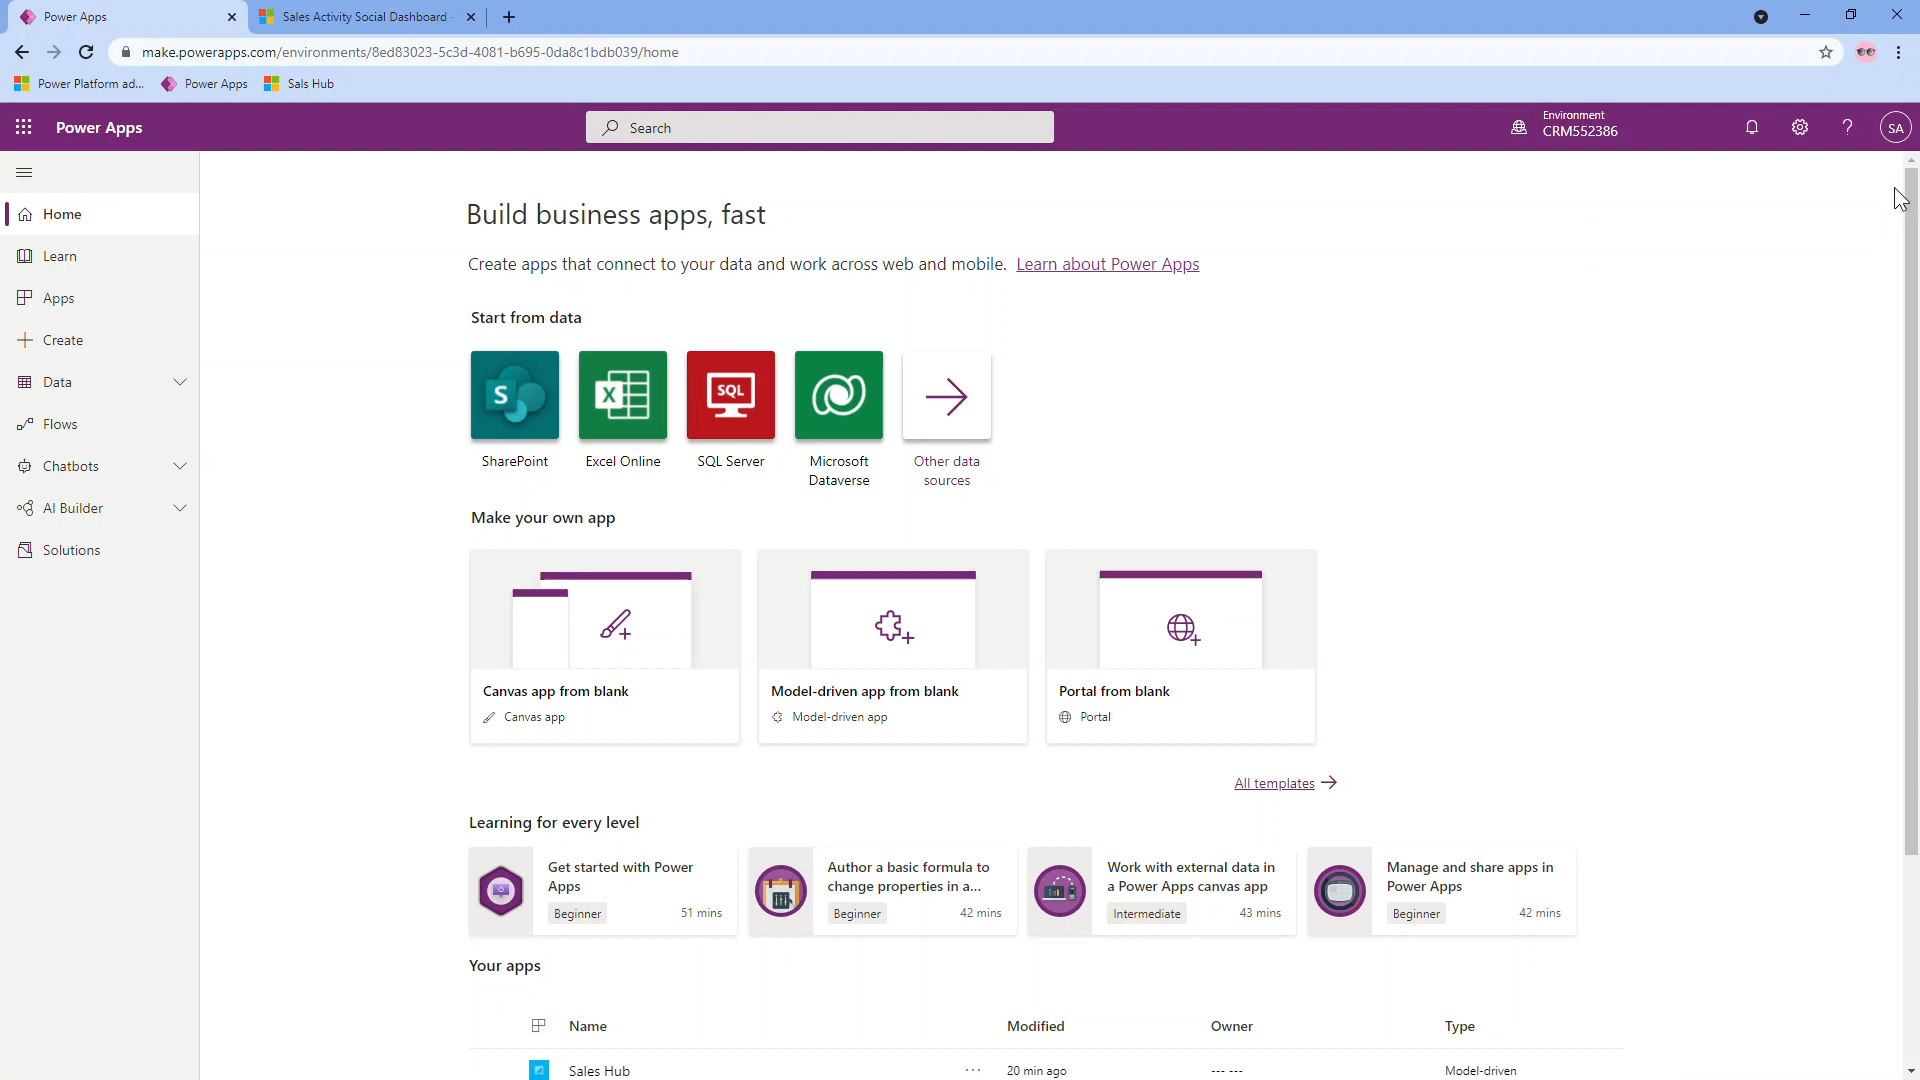 Power Apps
Sales Activity Social Dashboard -
make.powerapps.com/environments/8ed83023-5c3d-4081-b695-0da8c1bdb039/home
Power Platform ad...
Power Apps
Sals Hub
Power Apps
Search
Environment
CRM552386
SA
Home
Learn
Apps
Create
Data
Flows
Chatbots
AI Builder
Solutions
Build business apps, fast
Create apps that connect to your data and work across web and mobile. Learn about Power Apps
Start from data
S
X
SQL
SharePoint
Excel Online
SQL Server
Microsoft
Dataverse
Other data
sources
Make your own app
Canvas app from blank
Canvas app
Model-driven app from blank
Model-driven app
Portal from blank
Portal
All templates
Learning for every level
Get started with Power
Apps
Beginner
51 mins
Author a basic formula to
change properties in a...
Beginner
42 mins
Work with external data in
a Power Apps canvas app
Intermediate
43 mins
Manage and share apps in
Power Apps
Beginner
42 mins
Your apps
Name
Modified
Owner
Type
Sales Hub
...
20 min ago
--- ---
Model-driven